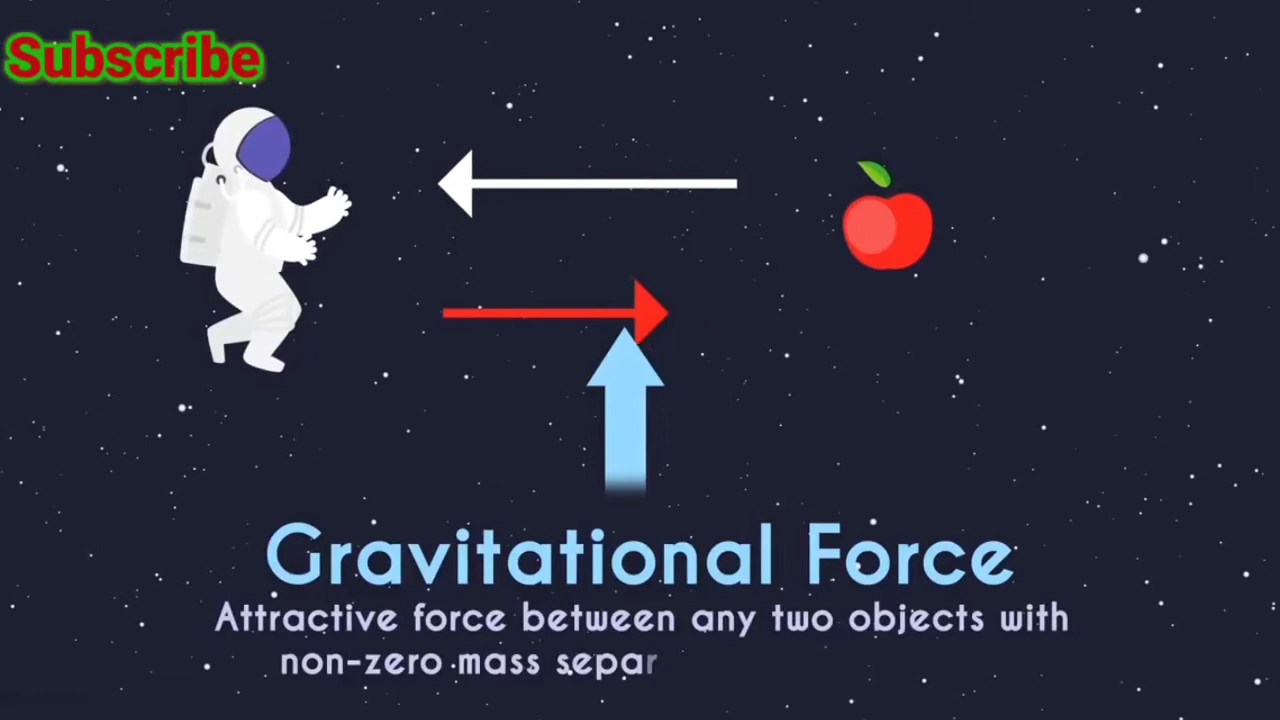 Subscribe
Gravitational Force
Attractive force between any two objects with
non-zero mass separ